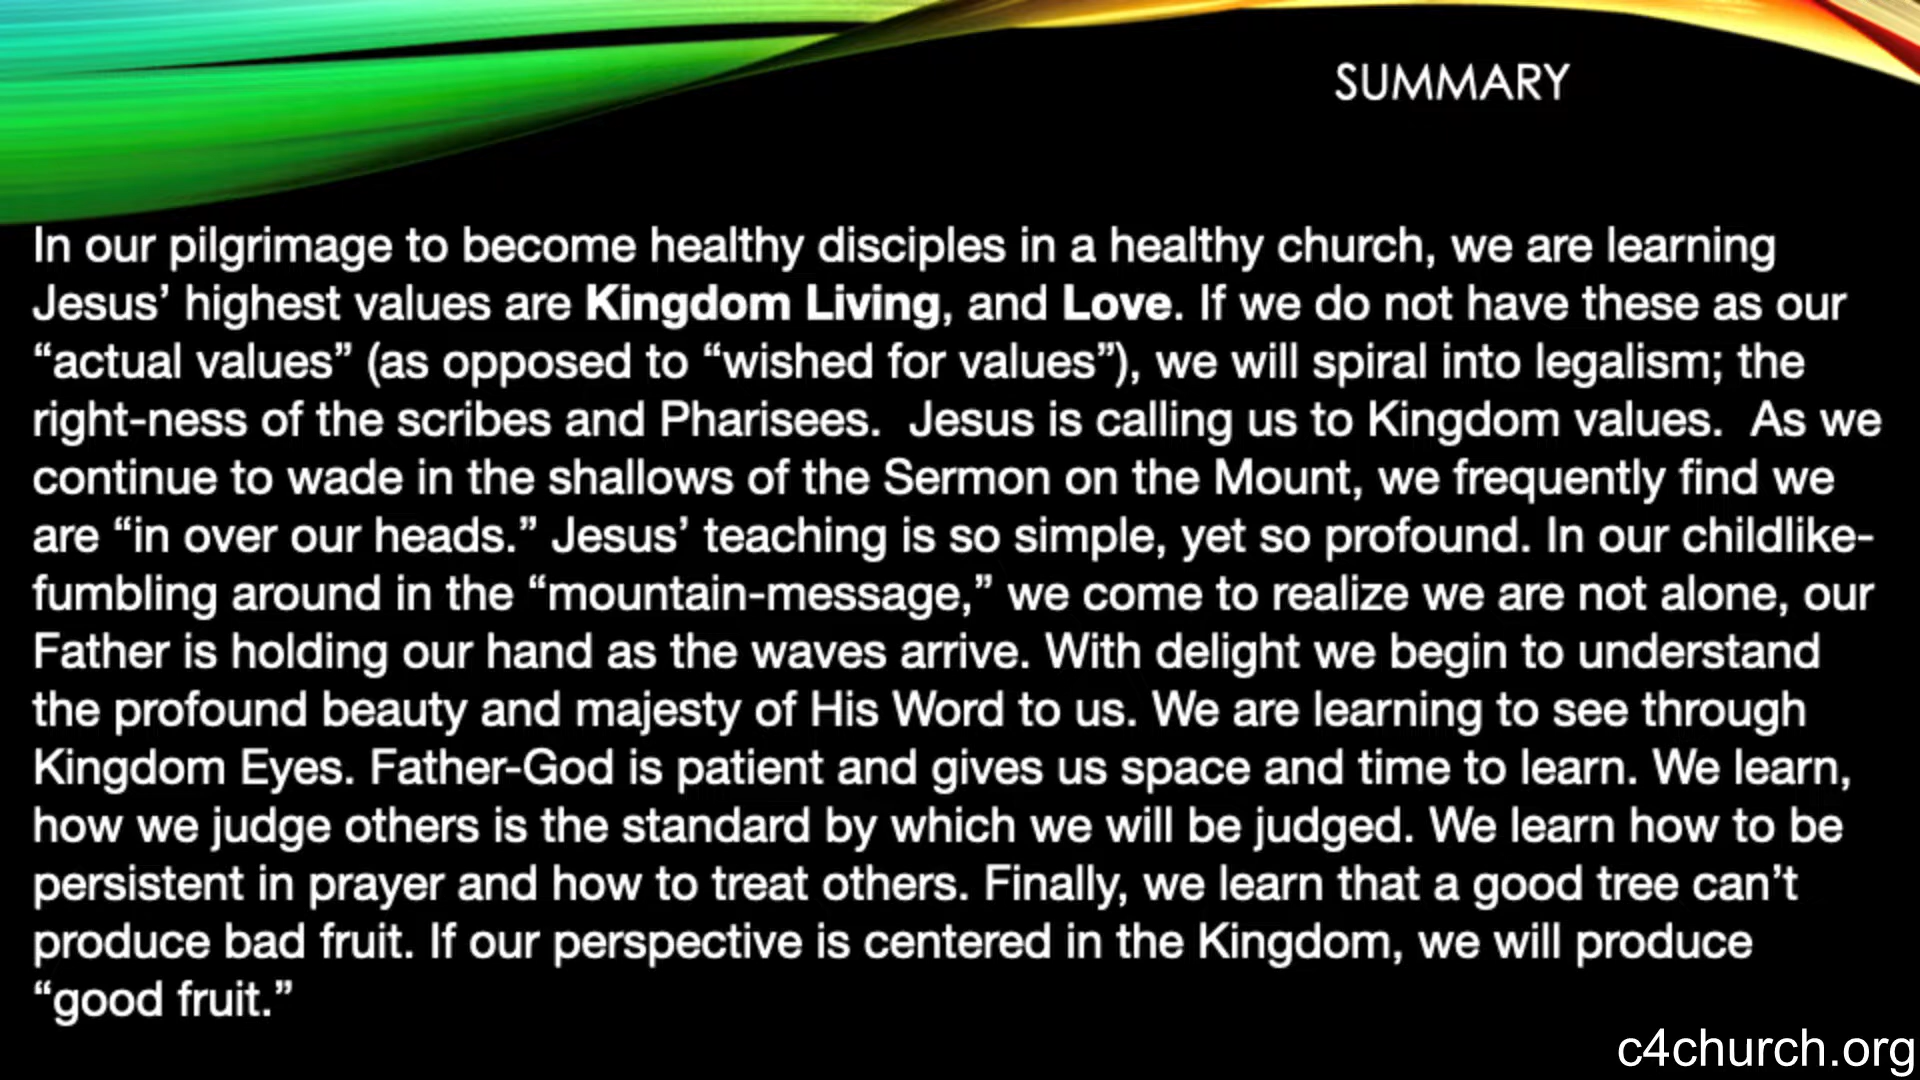 SUMMARY
In our pilgrimage to become healthy disciples in a healthy church, we are learning
Jesus’ highest values are Kingdom Living, and Love. If we do not have these as our
“actual values” (as opposed to “wished for values”), we will spiral into legalism; the
right-ness of the scribes and Pharisees.  Jesus is calling us to Kingdom values.  As we
continue to wade in the shallows of the Sermon on the Mount, we frequently find we
are “in over our heads.” Jesus’ teaching is so simple, yet so profound. In our childlike-
fumbling around in the “mountain-message,” we come to realize we are not alone, our
Father is holding our hand as the waves arrive. With delight we begin to understand
the profound beauty and majesty of His Word to us. We are learning to see through
Kingdom Eyes. Father-God is patient and gives us space and time to learn. We learn,
how we judge others is the standard by which we will be judged. We learn how to be
persistent in prayer and how to treat others. Finally, we learn that a good tree can’t
produce bad fruit. If our perspective is centered in the Kingdom, we will produce
“good fruit.”
c4church.org